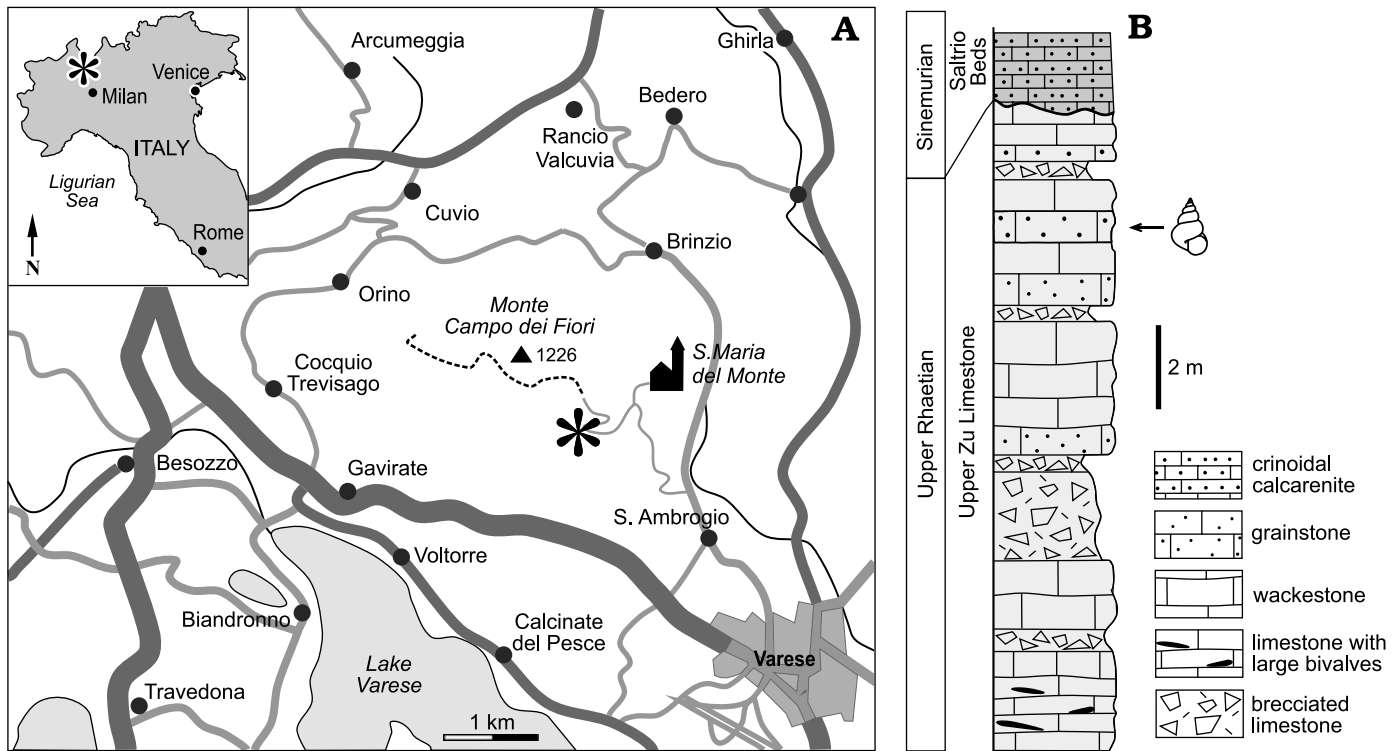 A
Arcumeggia
Ghirla
Venice
Milan
ITALY
Ligurian
Sea
Rome
N
Bedero
Rancio
Valcuvia
Cuvio
Brinzio
Orino
Monte
Campo dei Fiori
1226
S.Maria
del Monte
Cocquio
Trevisago
Besozzo
Gavirate
S. Ambrogio
Voltorre
Biandronno
Calcinate
del Pesce
Varese
Lake
Varese
Travedona
1 km
B
Sinemurian
Saltrio
Beds
Upper Rhaetian
Upper Zu Limestone
2 m
crinoidal
calcarenite
grainstone
wackestone
limestone with
large bivalves
brecciated
limestone